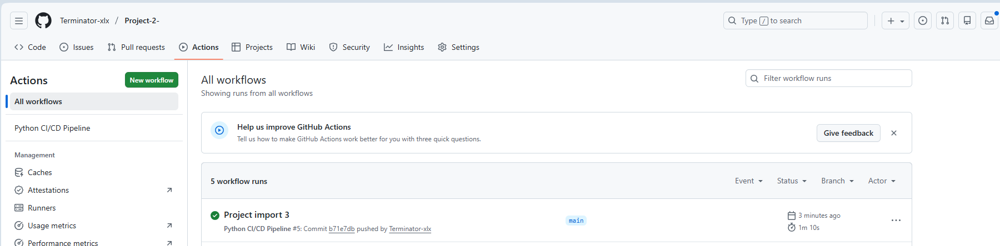 Terminator-xlx / Project-2-
Type / to search
Code Issues Pull requests Actions Projects Wiki Security Insights Settings
Actions
New workflow
All workflows
Python CI/CD Pipeline
Management
Caches
Attestations
Runners
Usage metrics
Performance metrics
All workflows
Showing runs from all workflows
Filter workflow runs
Help us improve GitHub Actions
Tell us how to make GitHub Actions work better for you with three quick questions.
Give feedback
5 workflow runs
Event Status Branch Actor
Project import 3
Python CI/CD Pipeline #5: Commit b71e7db pushed by Terminator-xlx
main
3 minutes ago
1m 10s